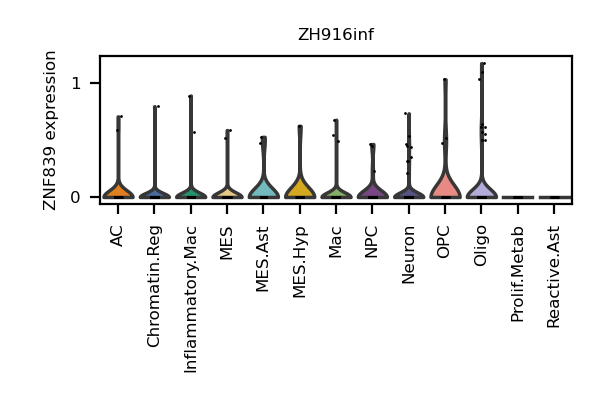 ZH916inf
ZNF839 expression
1
0
AC
Chromatin.Reg
Inflammatory.Mac
MES
MES.Ast
MES.Hyp
Mac
NPC
Neuron
OPC
Oligo
Prolif.Metab
Reactive.Ast